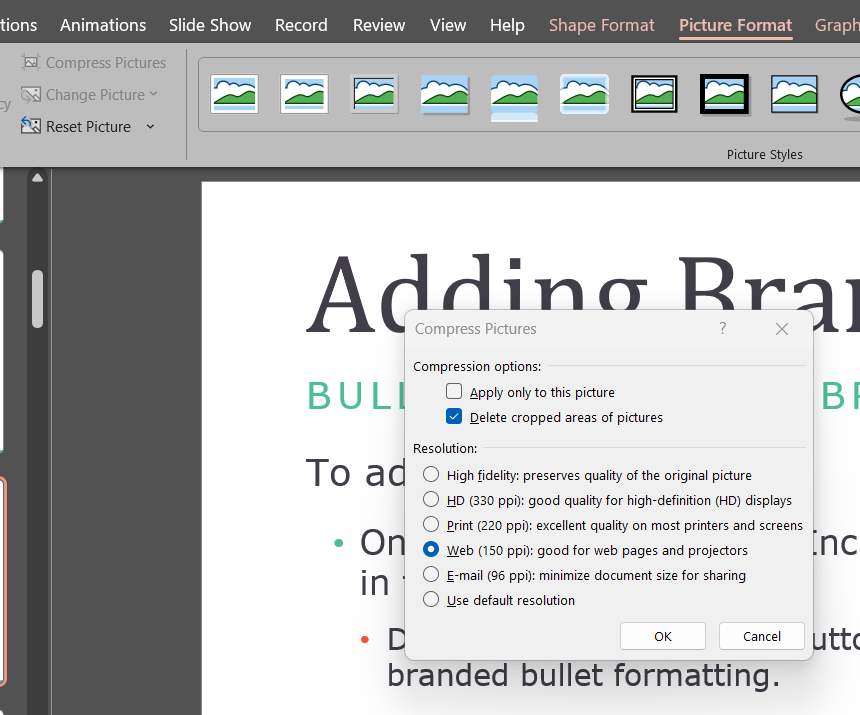 tions Animations Slide Show Record Review View Help Shape Format Picture Format Graph
Compress Pictures
cy Change Picture
Reset Picture
Picture Styles
Adding Bran
BULL BR
To ad
Compress Pictures ? 
Compression options:
Apply only to this picture
Delete cropped areas of pictures
Resolution:
High fidelity: preserves quality of the original picture
HD (330 ppi): good quality for high-definition (HD) displays
Print (220 ppi): excellent quality on most printers and screens
Web (150 ppi): good for web pages and projectors
E-mail (96 ppi): minimize document size for sharing
Use default resolution
OK Cancel
• On Inc
in
• D utto
branded bullet formatting.